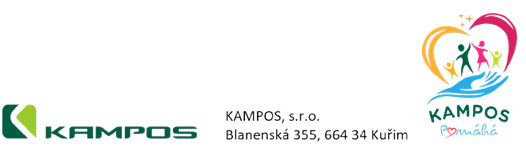 KAMPOS
KAMPOS, s.r.o.
Blanenská 355, 664 34 Kuřim
KAMPOS
Pomáhá